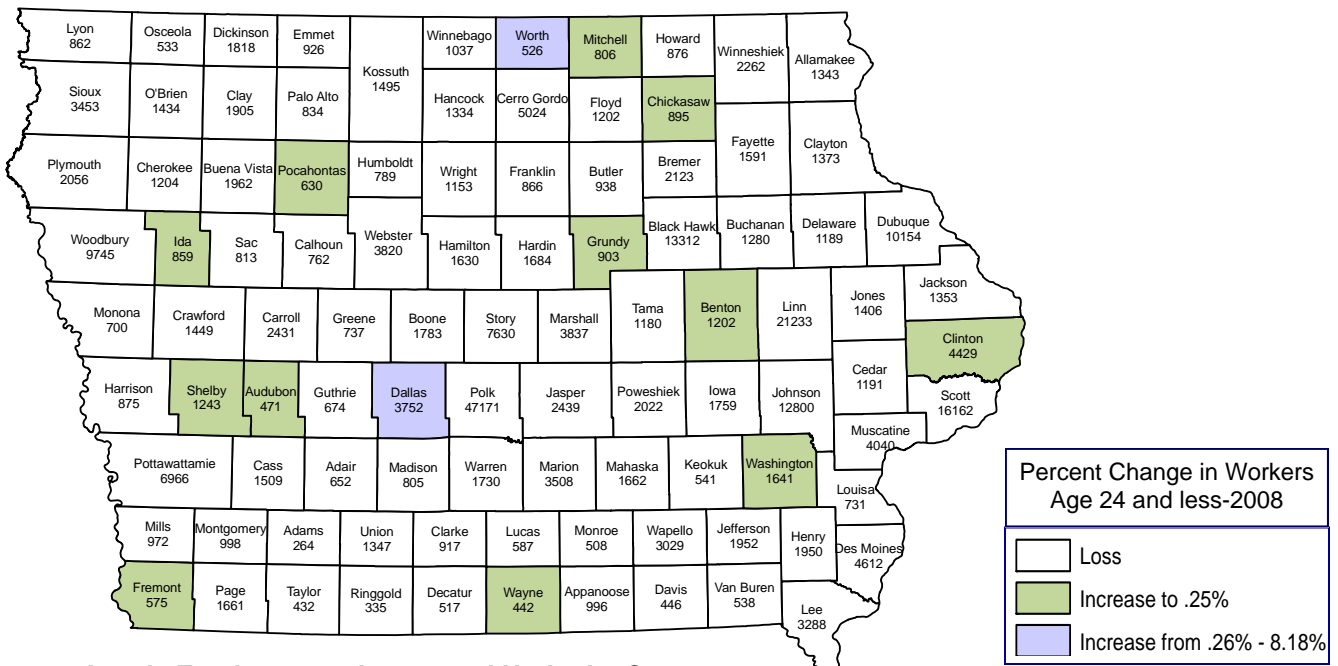 Lyon
862
Osceola
533
Dickinson
1818
Emmet
926
Kossuth
1495
Winnebago
1037
Worth
526
Mitchell
806
Howard
876
Winneshiek
2262
Allamakee
1343
Sioux
3453
O'Brien
1434
Clay
1905
Palo Alto
834
Hancock
1334
Cerro Gordo
5024
Floyd
1202
Chickasaw
895
Fayette
1591
Clayton
1373
Plymouth
2056
Cherokee
1204
Buena Vista
1962
Pocahontas
630
Humboldt
789
Wright
1153
Franklin
866
Butler
938
Bremer
2123
Woodbury
9745
Ida
859
Sac
813
Calhoun
762
Webster
3820
Hamilton
1630
Hardin
1684
Grundy
903
Black Hawk
13312
Buchanan
1280
Delaware
1189
Dubuque
10154
Monona
700
Crawford
1449
Carroll
2431
Greene
737
Boone
1783
Story
7630
Marshall
3837
Tama
1180
Benton
1202
Linn
21233
Jones
1406
Jackson
1353
Clinton
4429
Harrison
875
Shelby
1243
Audubon
471
Guthrie
674
Dallas
3752
Polk
47171
Jasper
2439
Poweshiek
2022
Iowa
1759
Johnson
12800
Cedar
1191
Scott
16162
Muscatine
4040
Pottawattamie
6966
Cass
1509
Adair
652
Madison
805
Warren
1730
Marion
3508
Mahaska
1662
Keokuk
541
Washington
1641
Louisa
731
Mills
972
Montgomery
998
Adams
264
Union
1347
Clarke
917
Lucas
587
Monroe
508
Wapello
3029
Jefferson
1952
Henry
1950
Des Moines
4612
Fremont
575
Page
1661
Taylor
432
Ringgold
335
Decatur
517
Wayne
442
Appanoose
996
Davis
446
Van Buren
538
Lee
3288
Percent Change in Workers
Age 24 and less-2008
Loss
Increase to .25%
Increase from .26% - 8.18%